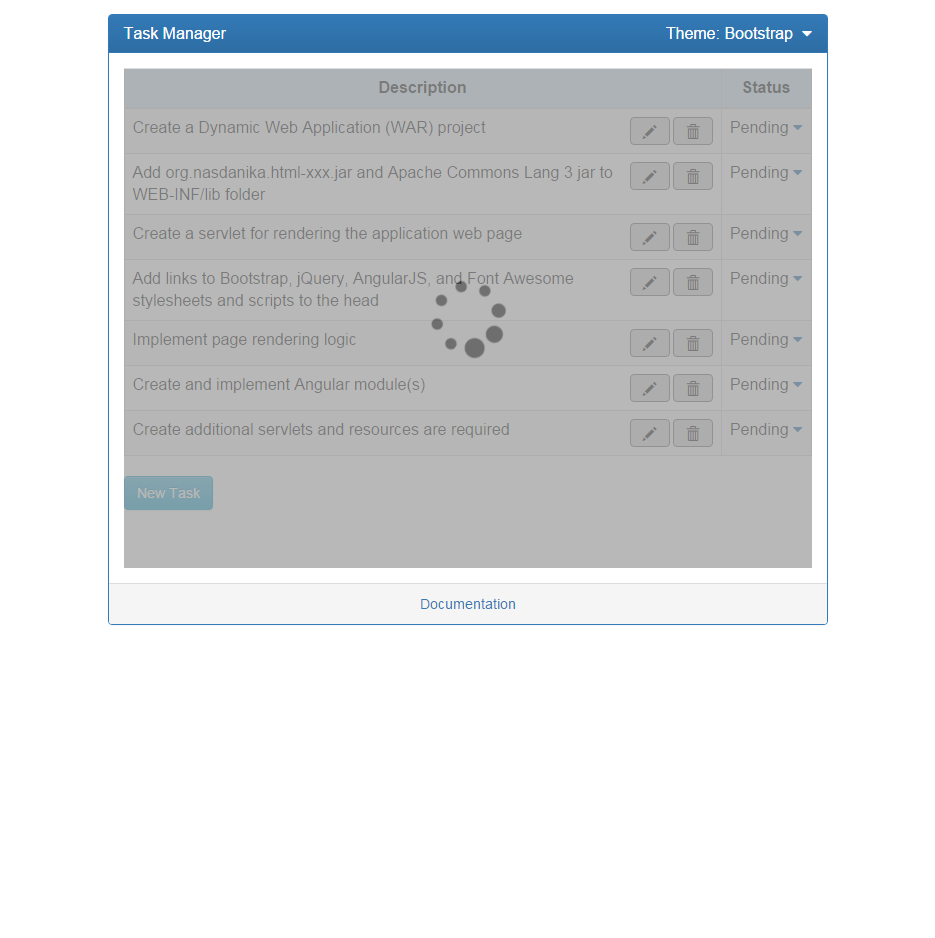 Task Manager
Theme: Bootstrap
Description
Status
Create a Dynamic Web Application (WAR) project
Pending
Add org.nasdanika.html-xxx.jar and Apache Commons Lang 3 jar to
WEB-INF/lib folder
Pending
Create a servlet for rendering the application web page
Pending
Add links to Bootstrap, jQuery, AngularJS, and Font Awesome
stylesheets and scripts to the head
Pending
Implement page rendering logic
Pending
Create and implement Angular module(s)
Pending
Create additional servlets and resources are required
Pending
New Task
Documentation